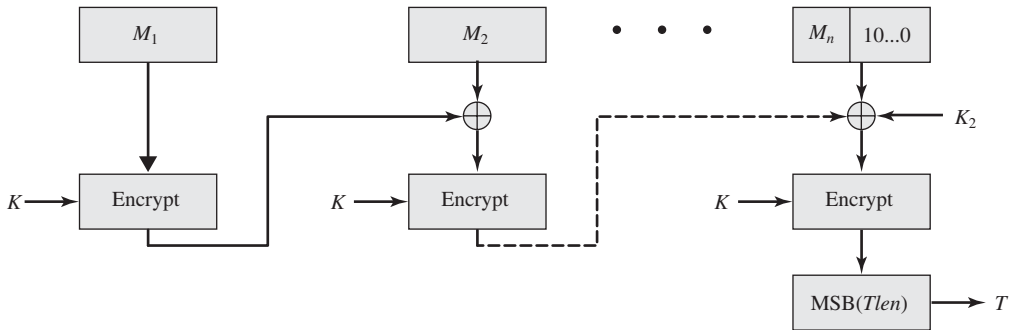 M1 M2 • • • Mn 10...0
K2
K Encrypt K Encrypt K Encrypt
MSB(Tlen) T